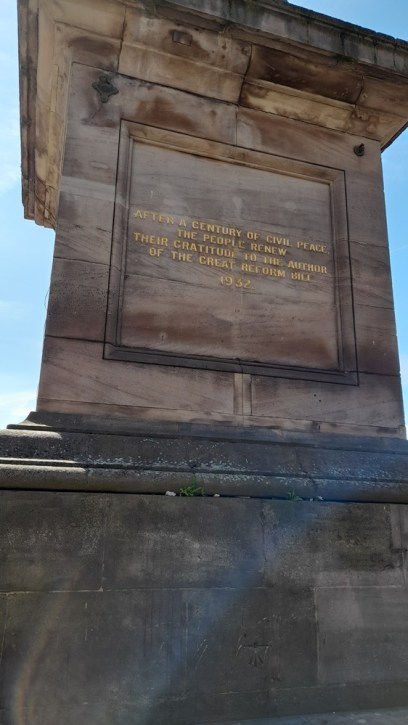 AFTER A CENTURY OF CIVIL PEACE
THE PEOPLE RENEW
THEIR GRATITUDE TO THE AUTHOR
OF THE GREAT REFORM BILL
1932